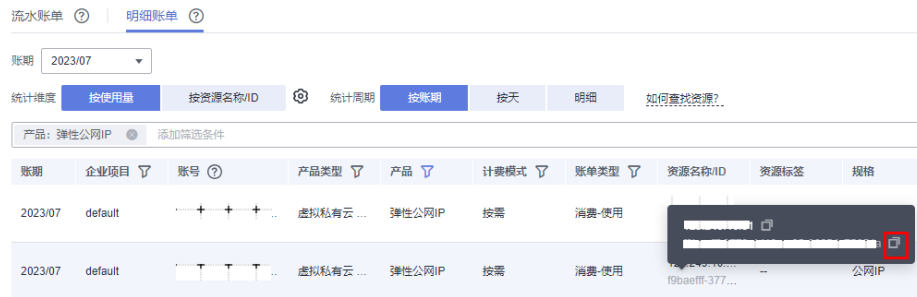 流水账单 ? 明细账单 ?
账期 2023/07
统计维度 按使用量 按资源名称/ID 统计周期 按账期 按天 明细 如何查找资源?
产品：弹性公网IP 添加筛选条件
账期 企业项目 账号 ? 产品类型 产品 计费模式 账单类型 资源名称/ID 资源标签 规格
2023/07 default ... 虚拟私有云 ... 弹性公网IP 按需 消费-使用
2023/07 default ... 虚拟私有云 ... 弹性公网IP 按需 消费-使用 -- 公网IP
f9baefff-377...